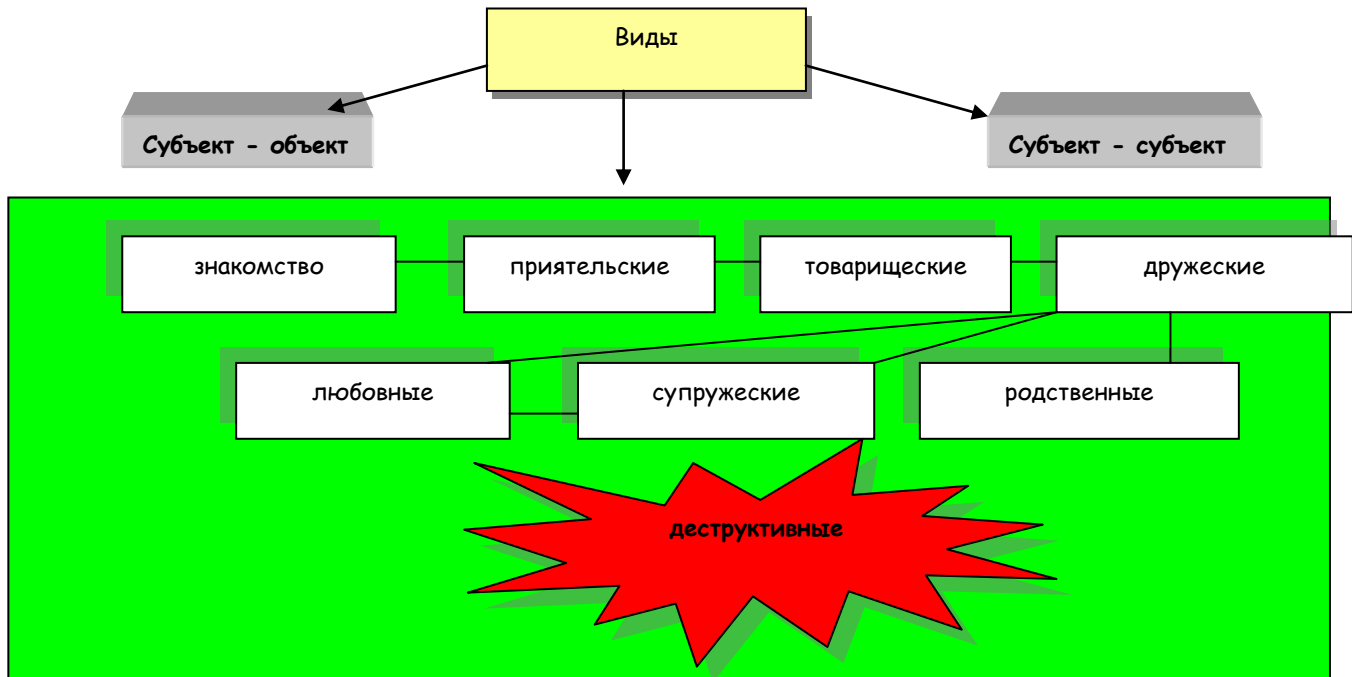 Виды
Субъект - объект
Субъект - субъект
знакомство
приятельские
товарищеские
дружеские
любовные
супружеские
родственные
деструктивные